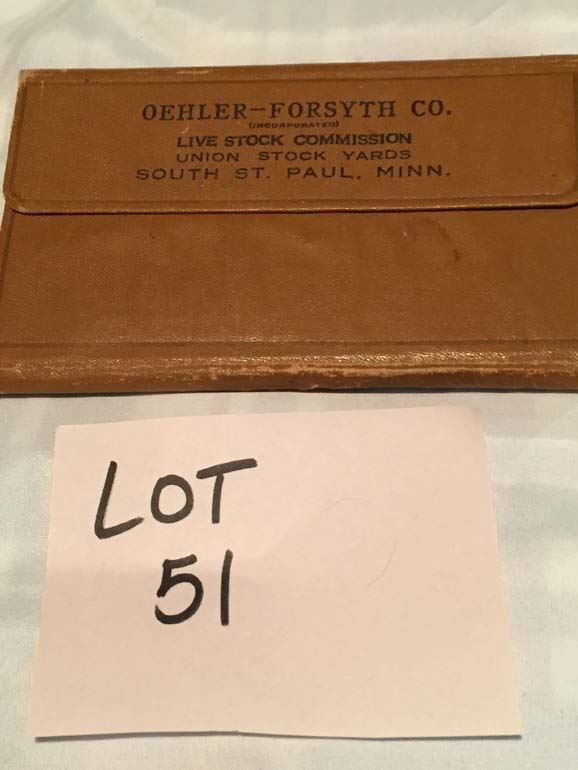 OEHLER-FORSYTH CO.
(INCORPORATED)
LIVE STOCK COMMISSION
UNION STOCK YARDS
SOUTH ST. PAUL, MINN.
LOT
51